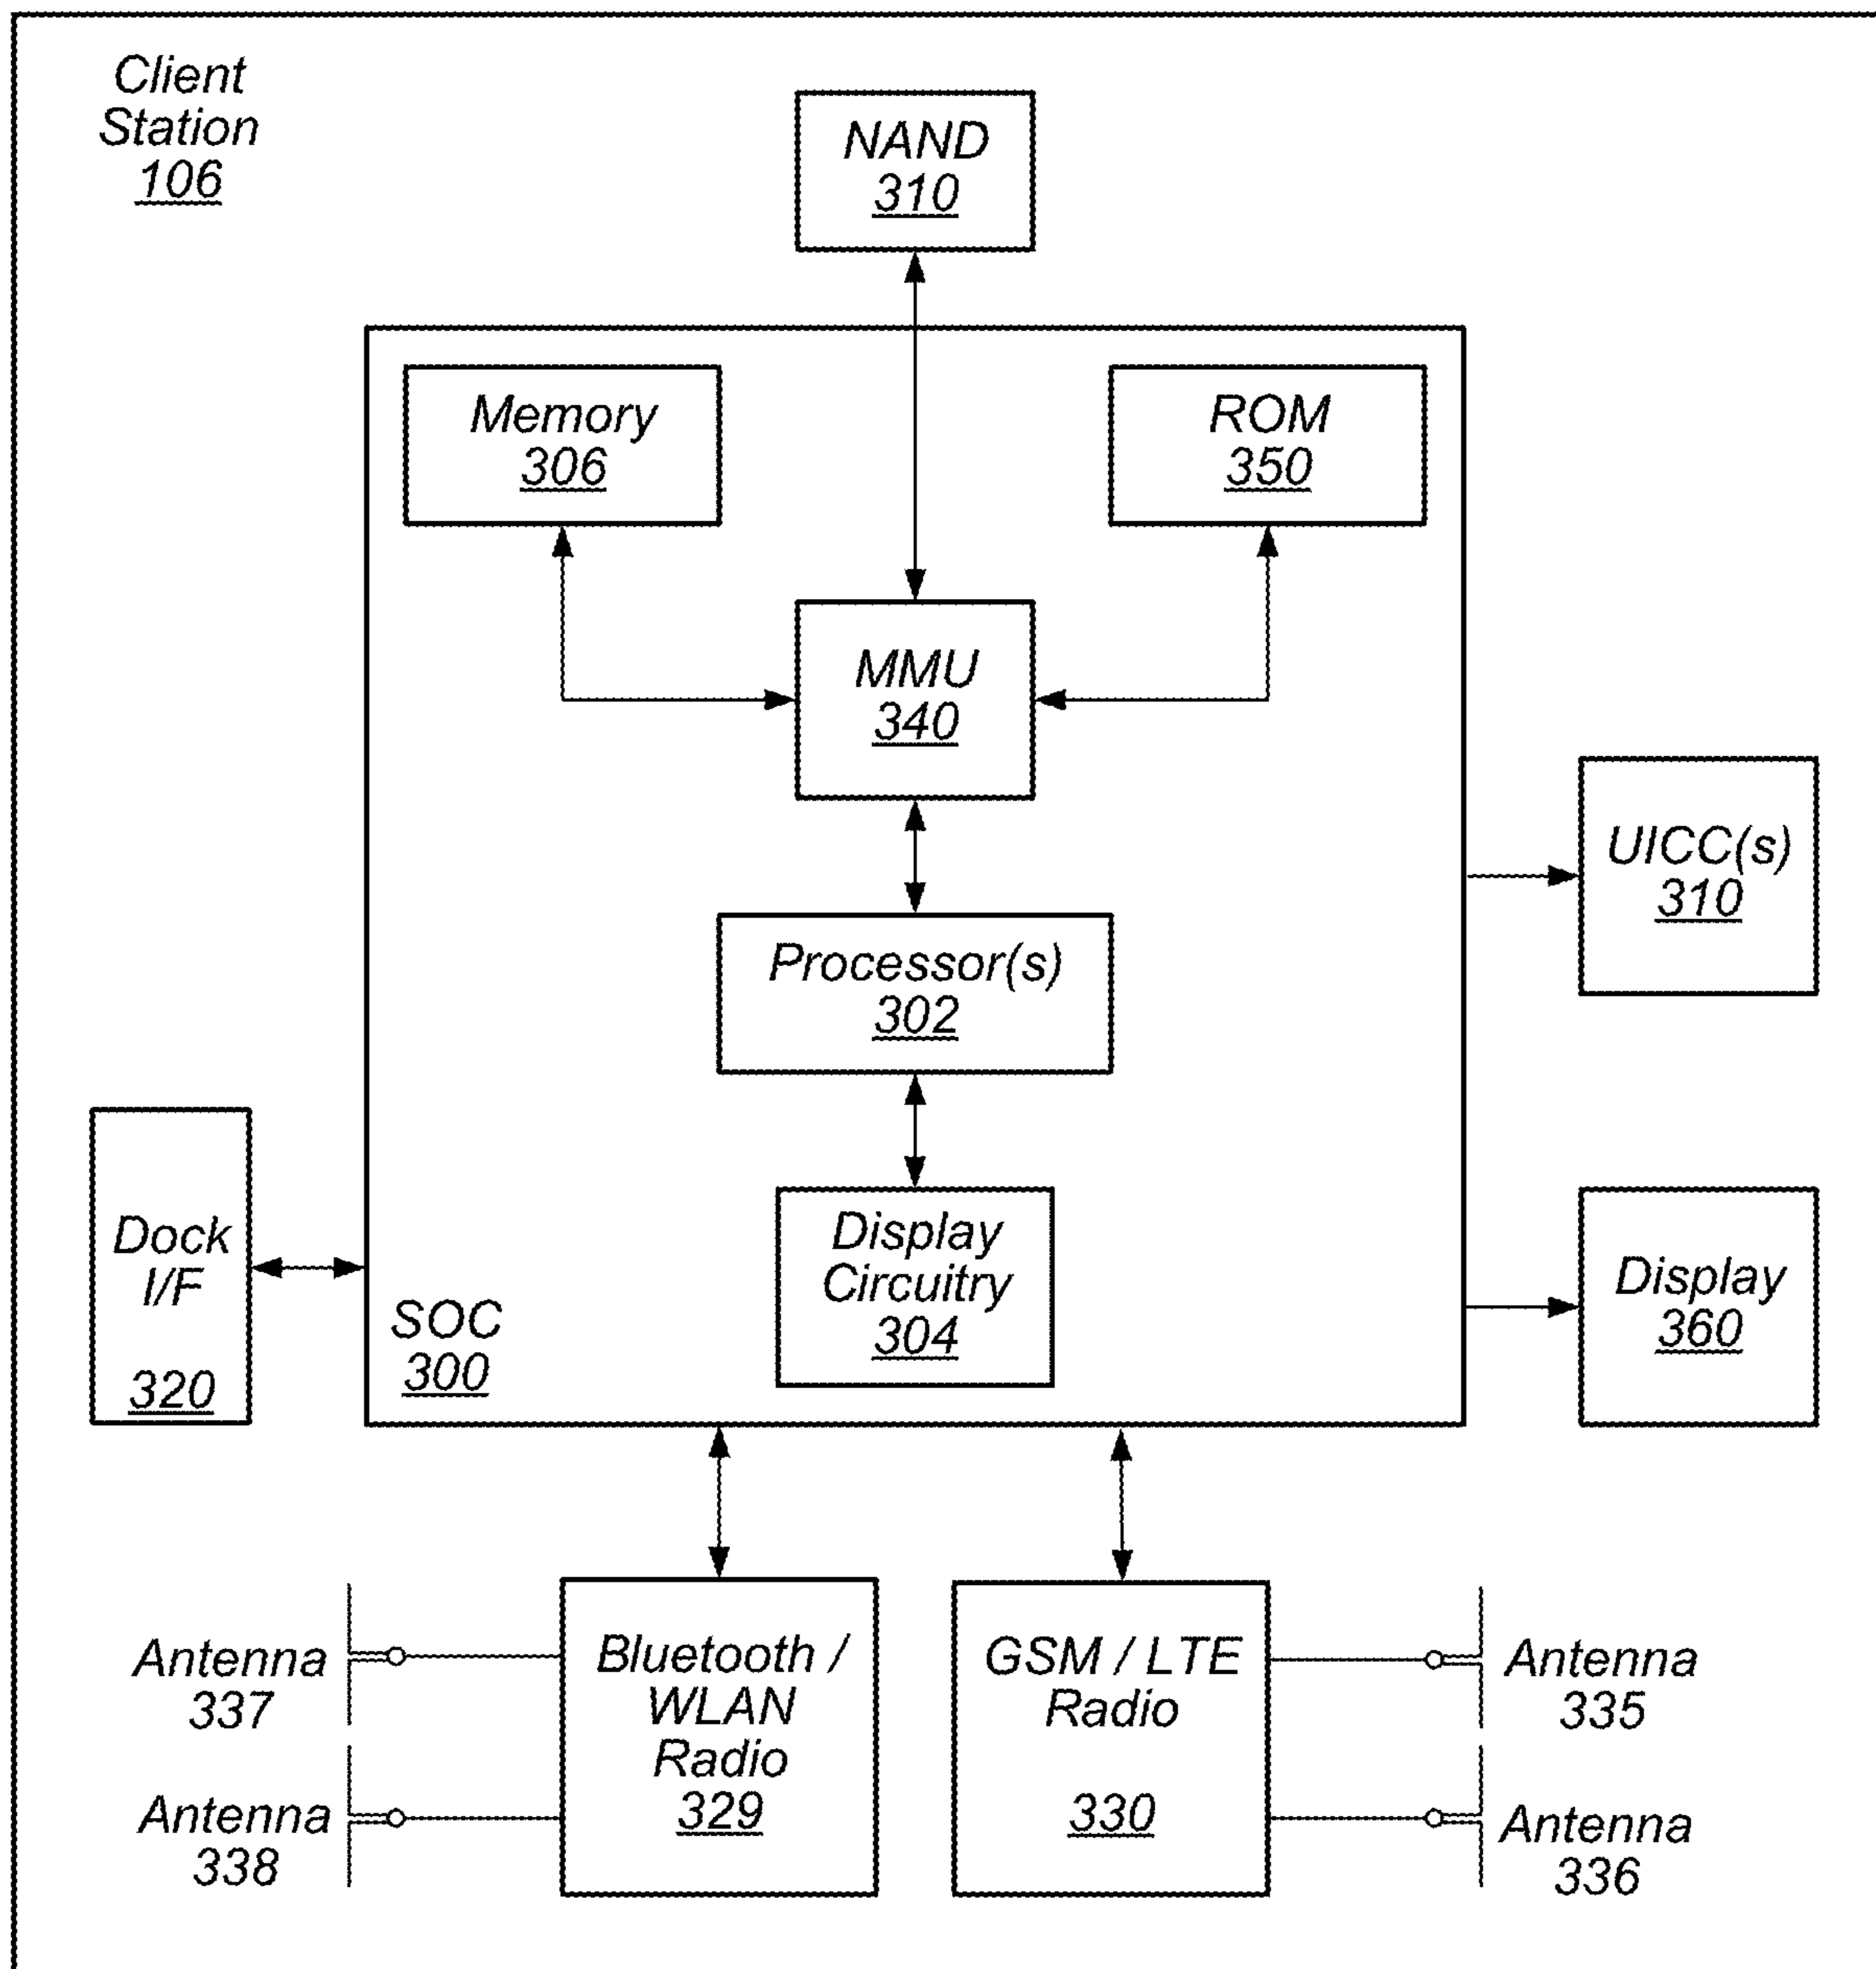 Client
Station
106
NAND
310
Memory
306
ROM
350
MMU
340
UICC(s)
310
Processor(s)
302
Dock
I/F
320
Display
Circuitry
304
SOC
300
Display
360
Antenna
337
Antenna
338
Bluetooth /
WLAN
Radio
329
GSM / LTE
Radio
330
Antenna
335
Antenna
336